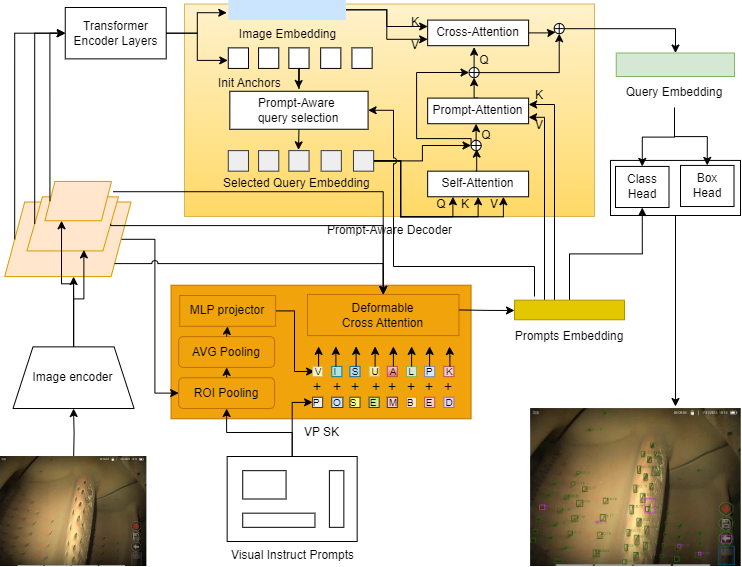 Transformer
Encoder Layers
Image Embedding
Init Anchors
Prompt-Aware
query selection
Selected Query Embedding
K
V
Cross-Attention
Q
Prompt-Attention
K
V
Q
Self-Attention
Q K V
Prompt-Aware Decoder
Query Embedding
Class
Head
Box
Head
MLP projector
AVG Pooling
ROI Pooling
Deformable
Cross Attention
V I S U A L P K
+ + + + + + + +
P O S E M B E D
VP SK
Prompts Embedding
Image encoder
Visual Instruct Prompts